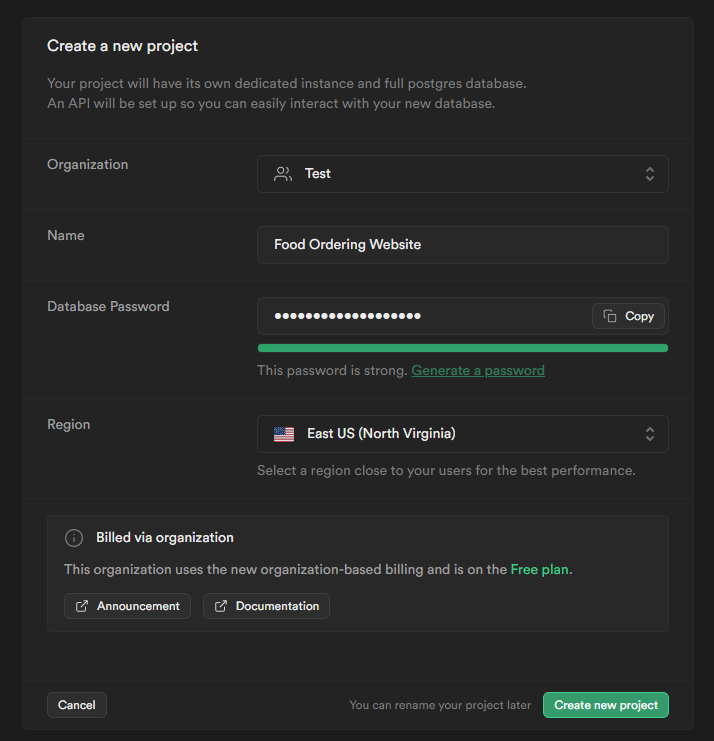 Create a new project
Your project will have its own dedicated instance and full postgres database.
An API will be set up so you can easily interact with your new database.
Organization
Test
Name
Food Ordering Website
Database Password
•••••••••••••••••••
Copy
This password is strong. Generate a password
Region
East US (North Virginia)
Select a region close to your users for the best performance.
Billed via organization
This organization uses the new organization-based billing and is on the Free plan.
Announcement
Documentation
Cancel
You can rename your project later
Create new project